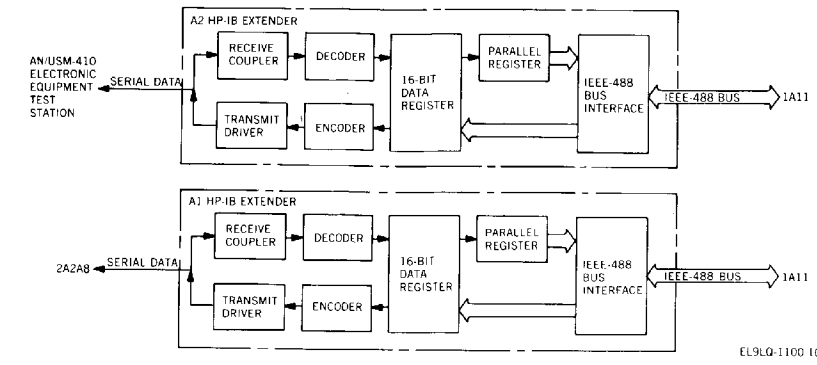 A2 HP-IB EXTENDER
RECEIVE
COUPLER
DECODER
16-BIT
DATA
REGISTER
PARALLEL
REGISTER
IEEE-488
BUS
INTERFACE
AN/USM-410
ELECTRONIC
EQUIPMENT
TEST
STATION
SERIAL DATA
TRANSMIT
DRIVER
ENCODER
IEEE-488 BUS
1A11
A1 HP-IB EXTENDER
RECEIVE
COUPLER
DECODER
16-BIT
DATA
REGISTER
PARALLEL
REGISTER
IEEE-488
BUS
INTERFACE
2A2A8
SERIAL DATA
TRANSMIT
DRIVER
ENCODER
IEEE-488 BUS
1A11